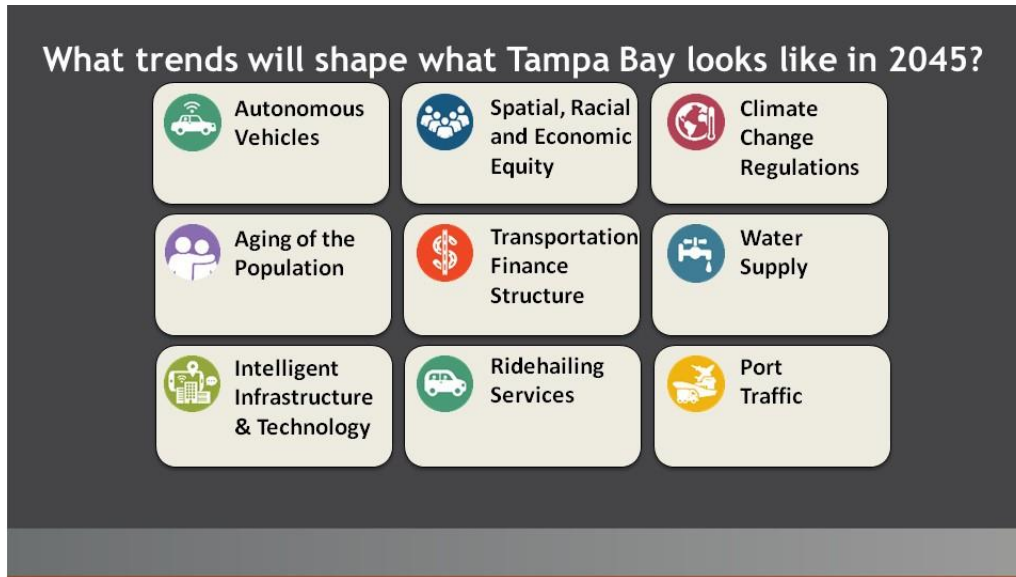 What trends will shape what Tampa Bay looks like in 2045?
Autonomous
Vehicles
Spatial, Racial
and Economic
Equity
Climate
Change
Regulations
Aging of the
Population
Transportation
Finance
Structure
Water
Supply
Intelligent
Infrastructure
& Technology
Ridehailing
Services
Port
Traffic